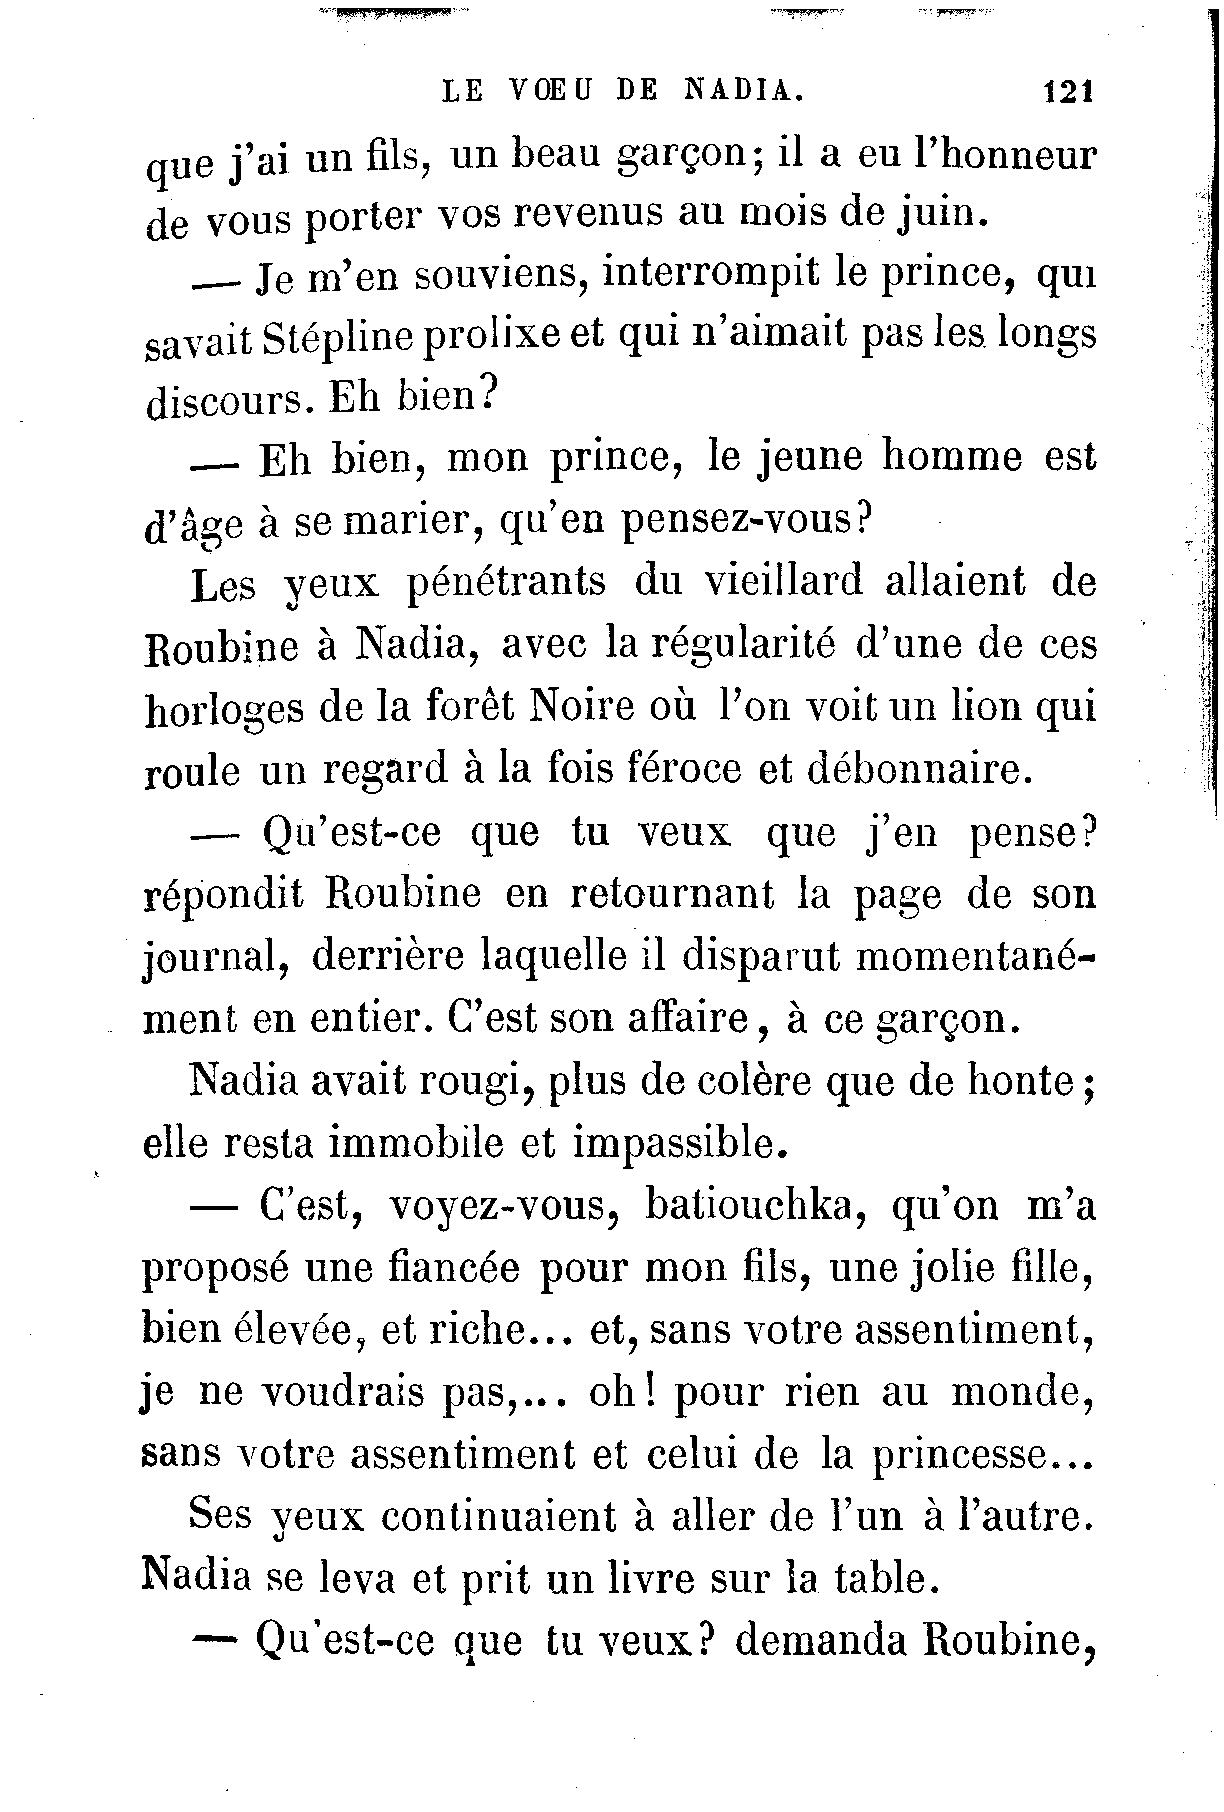 LE VŒU DE NADIA. 121
que j'ai un fils, un beau garçon; il a eu l'honneur
de vous porter vos revenus au mois de juin.
— Je m'en souviens, interrompit le prince, qui
savait Stépline prolixe et qui n'aimait pas les longs
discours. Eh bien?
— Eh bien, mon prince, le jeune homme est
d'âge à se marier, qu'en pensez-vous?
Les yeux pénétrants du vieillard allaient de
Roubine à Nadia, avec la régularité d'une de ces
horloges de la forêt Noire où l'on voit un lion qui
roule un regard à la fois féroce et débonnaire.
— Qu'est-ce que tu veux que j'en pense?
répondit Roubine en retournant la page de son
journal, derrière laquelle il disparut momentané-
ment en entier. C'est son affaire, à ce garçon.
Nadia avait rougi, plus de colère que de honte;
elle resta immobile et impassible.
— C'est, voyez-vous, batiouchka, qu'on m'a
proposé une fiancée pour mon fils, une jolie fille,
bien élevée, et riche... et, sans votre assentiment,
je ne voudrais pas,... oh! pour rien au monde,
sans votre assentiment et celui de la princesse...
Ses yeux continuaient à aller de l'un à l'autre.
Nadia se leva et prit un livre sur la table.
— Qu'est-ce que tu veux? demanda Roubine,